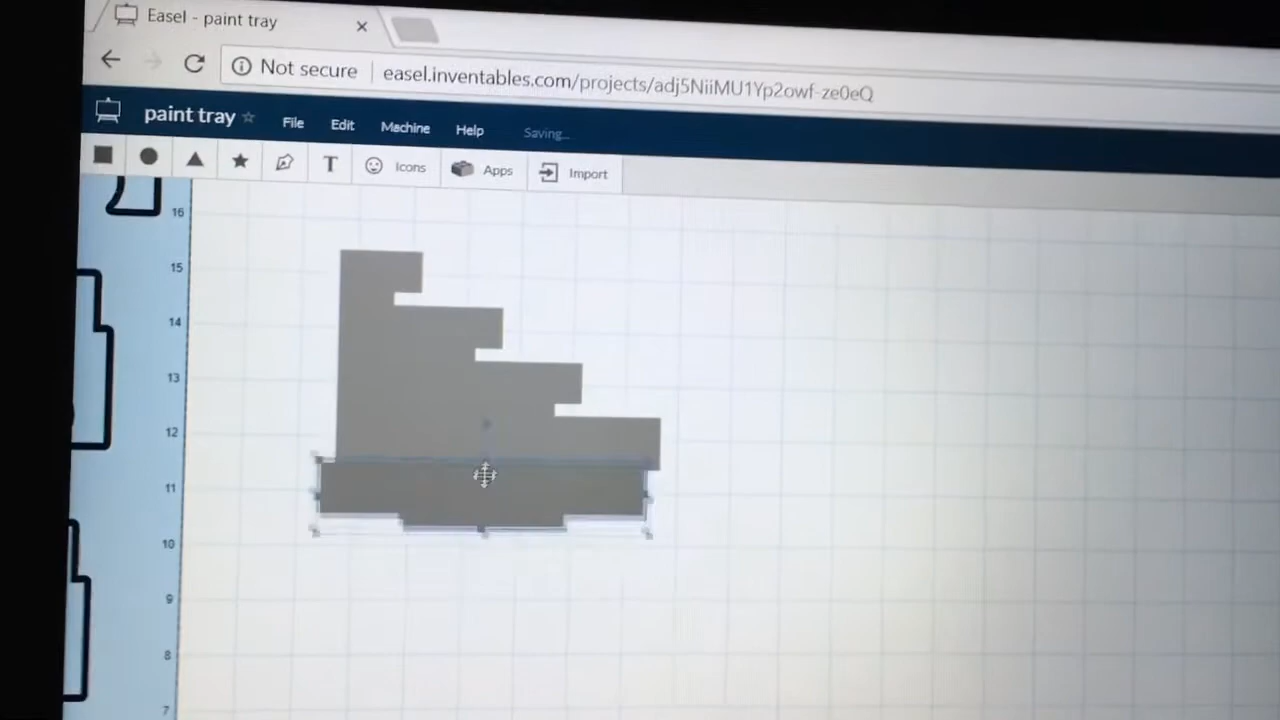 Easel - paint tray
Not secure easel.inventables.com/projects/adj5NiiMU1Yp2owf-ze0eQ
paint tray File Edit Machine Help Saving...
T Icons Apps Import
16
15
14
13
12
11
10
9
8
7